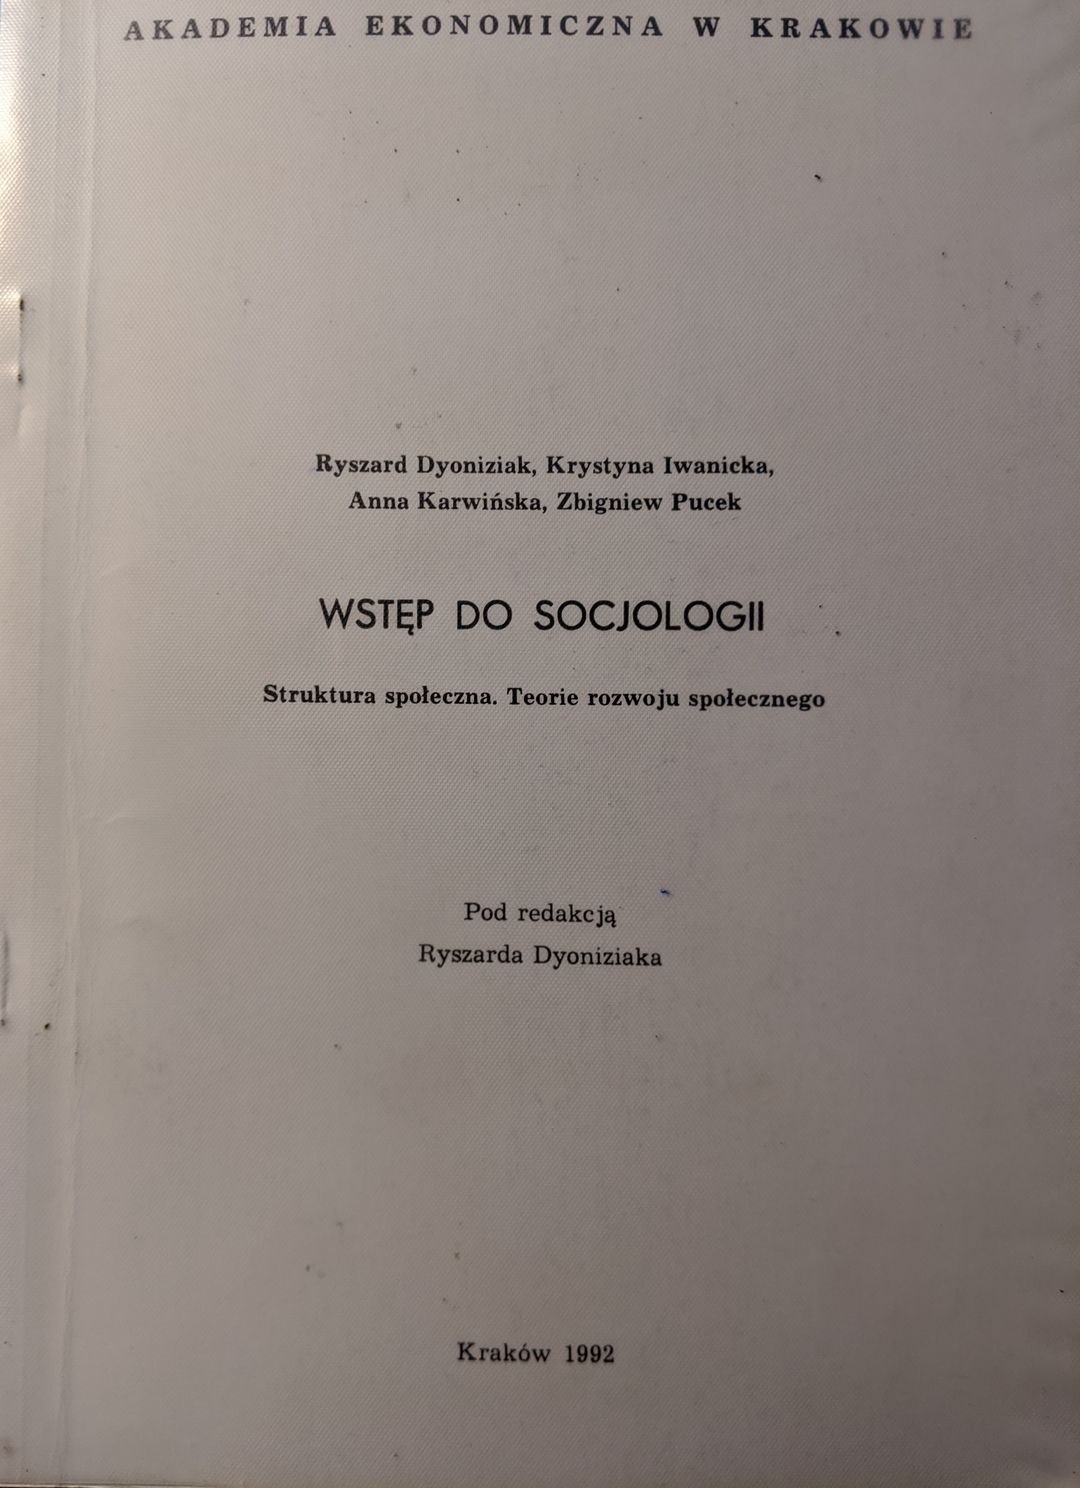 AKADEMIA EKONOMICZNA W KRAKOWIE
Ryszard Dyoniziak, Krystyna Iwanicka,
Anna Karwińska, Zbigniew Pucek
WSTĘP DO SOCJOLOGII
Struktura społeczna. Teorie rozwoju społecznego
Pod redakcją
Ryszarda Dyoniziaka
Kraków 1992